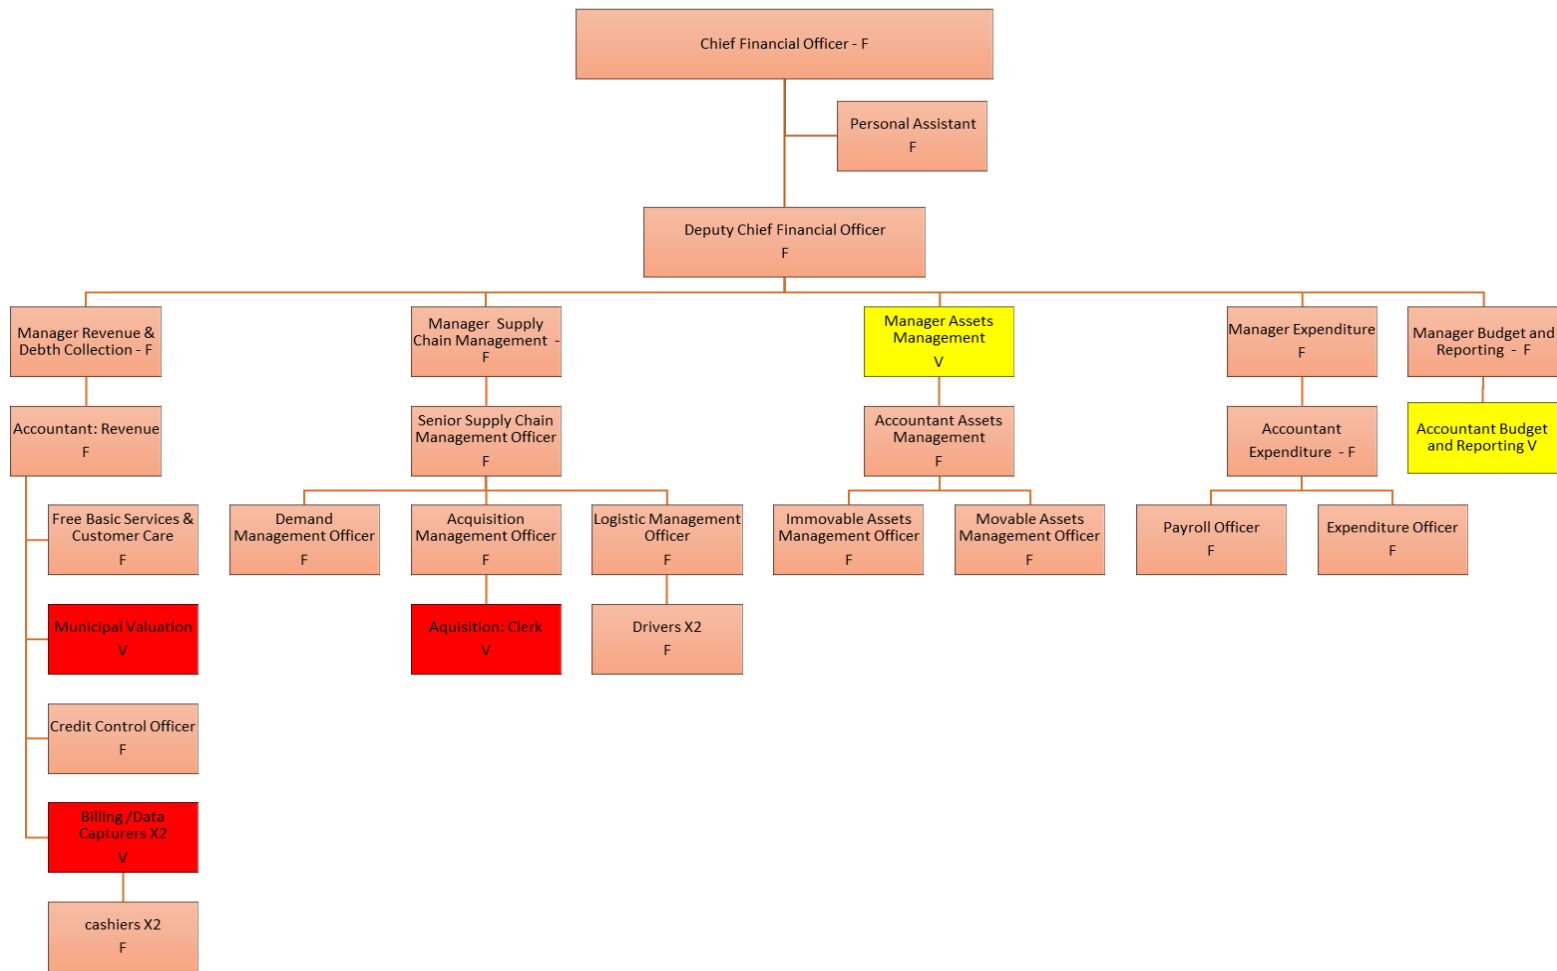 Chief Financial Officer - F
Personal Assistant
F
Deputy Chief Financial Officer
F
Manager Revenue &
Debth Collection - F
Manager Supply
Chain Management -
F
Manager Assets
Management
V
Manager Expenditure
F
Manager Budget and
Reporting - F
Accountant: Revenue
F
Senior Supply Chain
Management Officer
F
Accountant Assets
Management
F
Accountant
Expenditure - F
Accountant Budget
and Reporting V
Free Basic Services &
Customer Care
F
Demand
Management Officer
F
Acquisition
Management Officer
F
Logistic Management
Officer
F
Immovable Assets
Management Officer
F
Movable Assets
Management Officer
F
Payroll Officer
F
Expenditure Officer
F
Municipal Valuation
V
Aquisition: Clerk
V
Drivers X2
F
Credit Control Officer
F
Billing /Data
Capturers X2
V
cashiers X2
F